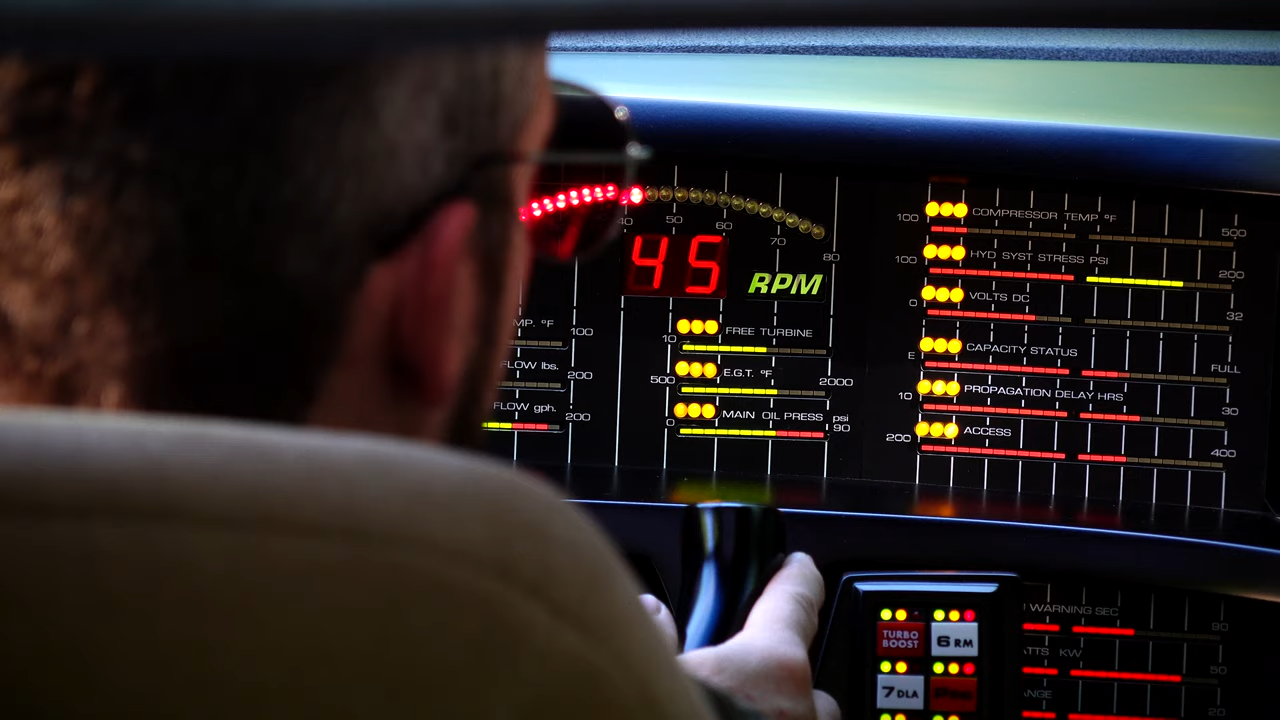 40 50 60 70 80
45 RPM
MP. °F 100
FLOW lbs. 200
FLOW gph. 200
FREE TURBINE
10
E.G.T. °F
500 2000
MAIN OIL PRESS psi
0 90
COMPRESSOR TEMP °F
100 500
HYD SYST STRESS PSI
100 200
VOLTS DC
0 32
CAPACITY STATUS
E FULL
PROPAGATION DELAY HRS
10 30
ACCESS
200 400
TURBO BOOST
6 RM
7 DLA
WARNING SEC
90
ATTS KW
50
NGE
20